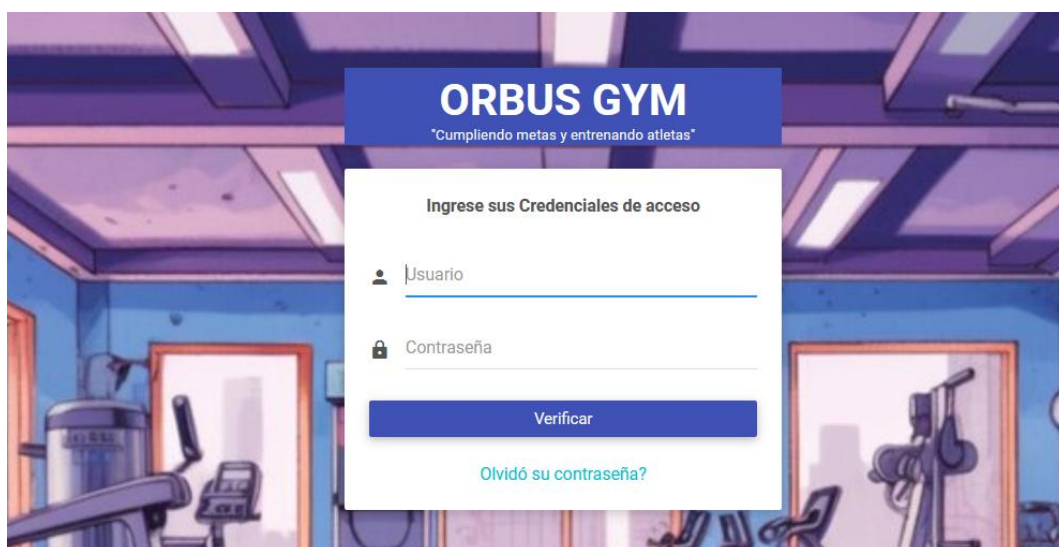 ORBUS GYM
"Cumpliendo metas y entrenando atletas"
Ingrese sus Credenciales de acceso
Usuario
Contraseña
Verificar
Olvidó su contraseña?